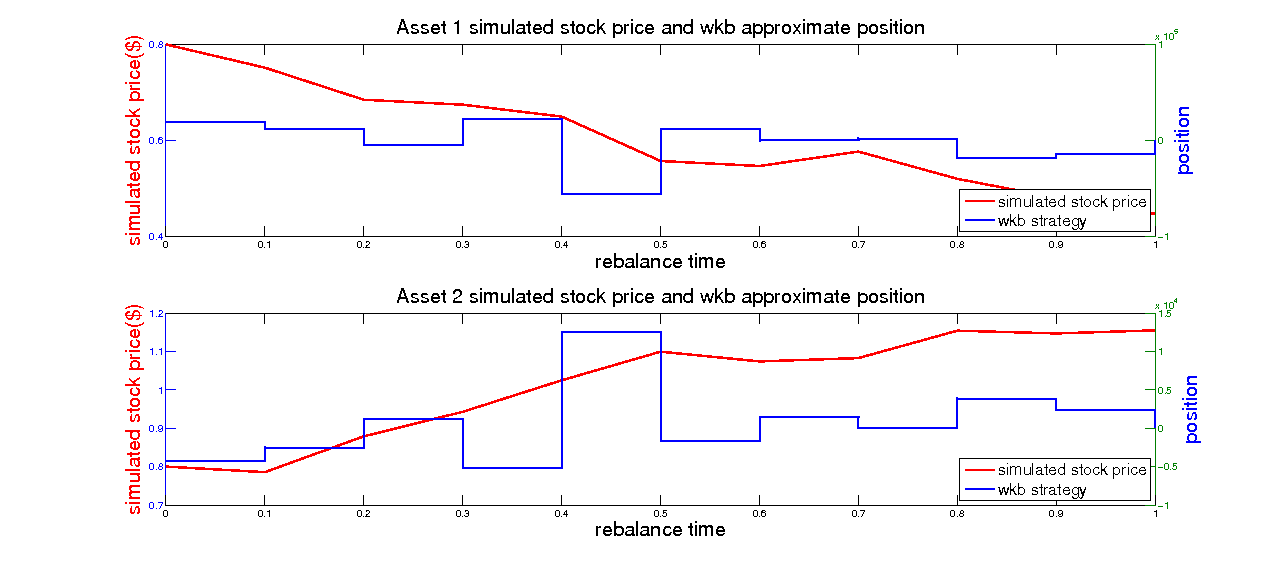 Asset 1 simulated stock price and wkb approximate position
x 10^5
simulated stock price($)
0.8
0.6
0.4
1
0
-1
position
simulated stock price
wkb strategy
0 0.1 0.2 0.3 0.4 0.5 0.6 0.7 0.8 0.9 1
rebalance time
Asset 2 simulated stock price and wkb approximate position
x 10^4
simulated stock price($)
1.2
1.1
1
0.9
0.8
0.7
1.5
1
0.5
0
-0.5
-1
position
simulated stock price
wkb strategy
0 0.1 0.2 0.3 0.4 0.5 0.6 0.7 0.8 0.9 1
rebalance time